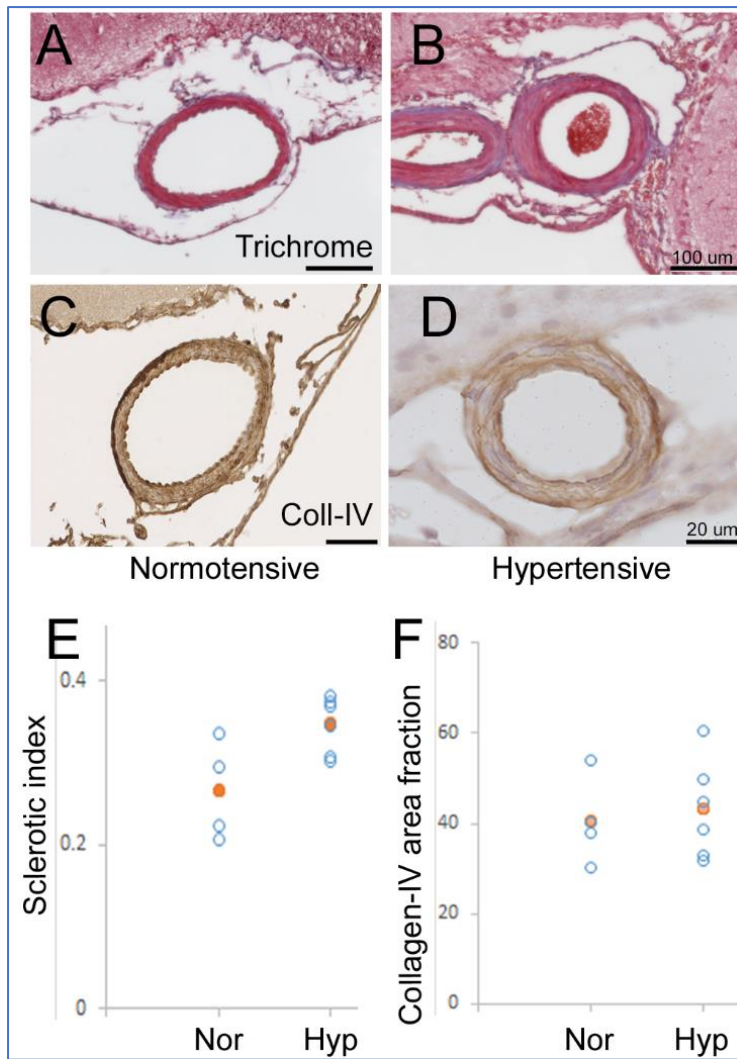 A
B
Trichrome
100 um
C
D
Coll-IV
20 um
Normotensive
Hypertensive
E
F
Sclerotic index
0.4
0.2
0
Nor
Hyp
Collagen-IV area fraction
80
60
40
20
0
Nor
Hyp